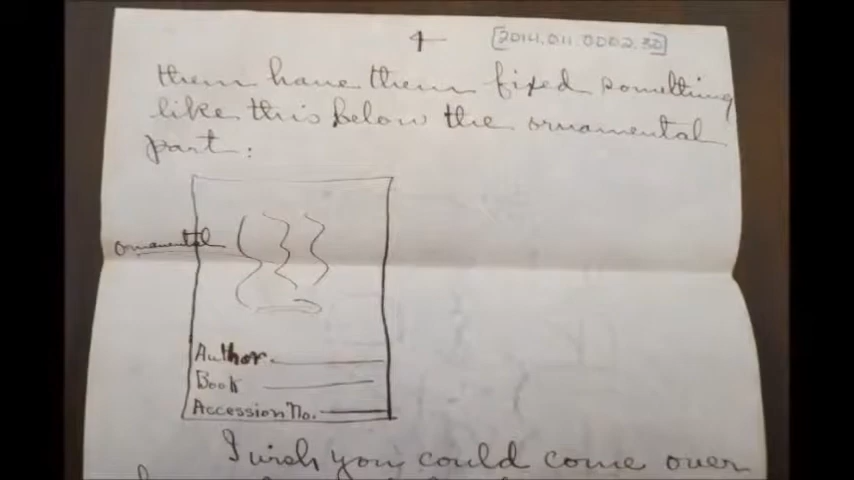 4
[2014.011.0002.32]
them have them fixed something
like this below the ornamental
part:
ornamental
Author.
Book
Accession No.
I wish you could come over